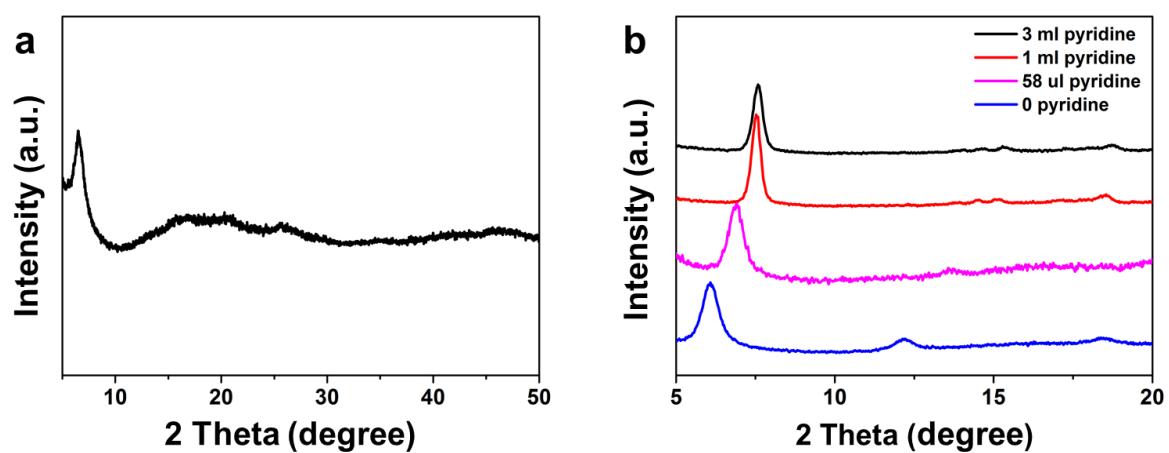 a
Intensity (a.u.)
10
20
30
40
50
2 Theta (degree)
b
3 ml pyridine
1 ml pyridine
58 ul pyridine
0 pyridine
Intensity (a.u.)
5
10
15
20
2 Theta (degree)